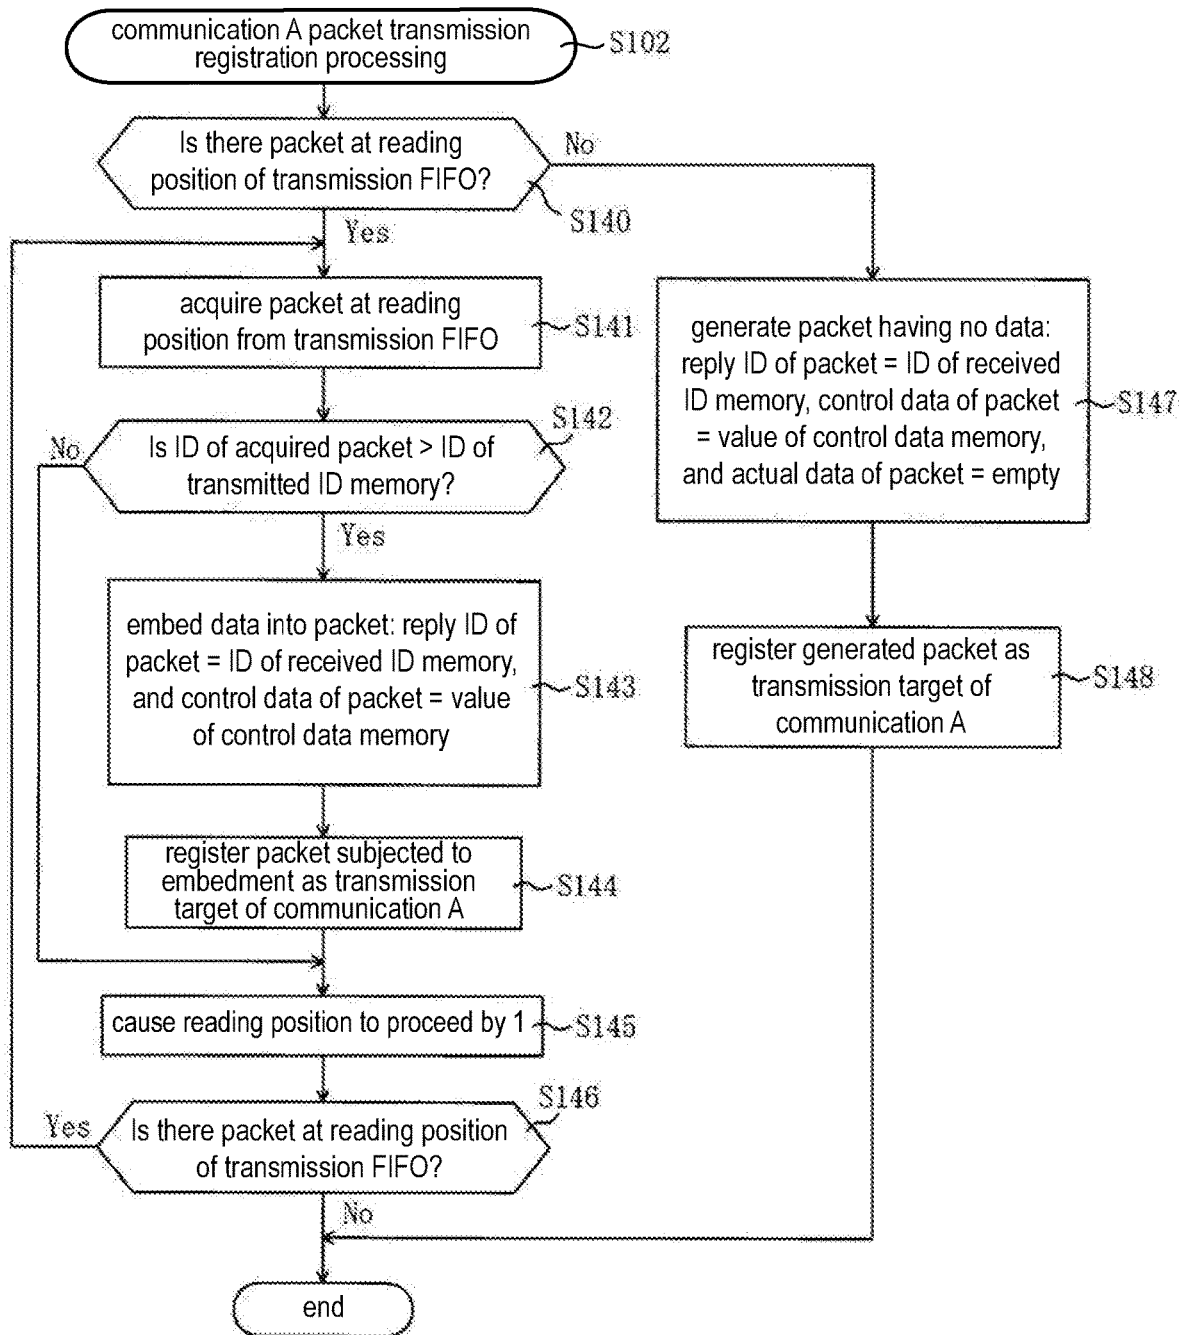 communication A packet transmission
registration processing
S102
Is there packet at reading
position of transmission FIFO?
No
S140
Yes
acquire packet at reading
position from transmission FIFO
S141
generate packet having no data:
reply ID of packet = ID of received
ID memory, control data of packet
= value of control data memory,
and actual data of packet = empty
S147
S142
No
Is ID of acquired packet > ID of
transmitted ID memory?
Yes
embed data into packet: reply ID of
packet = ID of received ID memory,
and control data of packet = value
of control data memory
S143
register generated packet as
transmission target of
communication A
S148
register packet subjected to
embedment as transmission
target of communication A
S144
cause reading position to proceed by 1
S145
S146
Yes
Is there packet at reading position
of transmission FIFO?
No
end